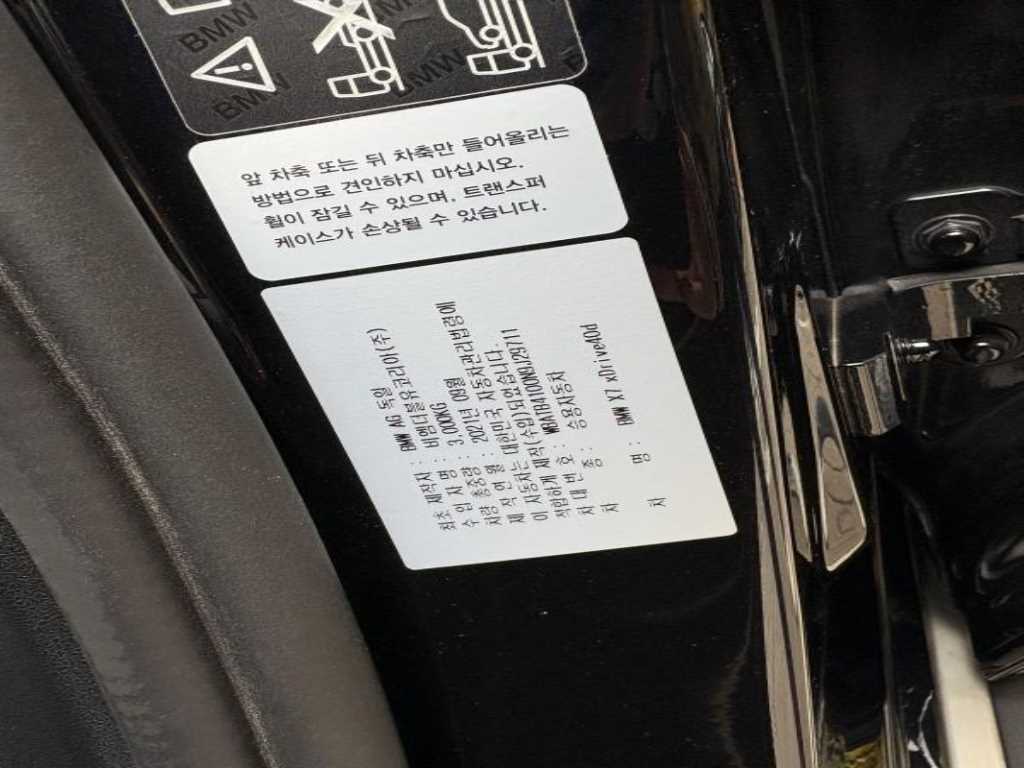 BMW
BMW
BMW
앞 차축 또는 뒤 차축만 들어올리는
방법으로 견인하지 마십시오.
휠이 잠길 수 있으며, 트랜스퍼
케이스가 손상될 수 있습니다.
최초 제작자 : BMW AG 독일
수 입 자 명 : 비엠더블유코리아(주)
차량 총중량 : 3,000KG
제 작 연 월 : 2021년 09월
이 자동차는 대한민국 자동차관리법령에
적합하게 제작(수입)되었습니다.
차 대 번 호 : WBA1B4100N9J29711
차 종 : 승용자동차
차 명 : BMW X7 xDrive40d